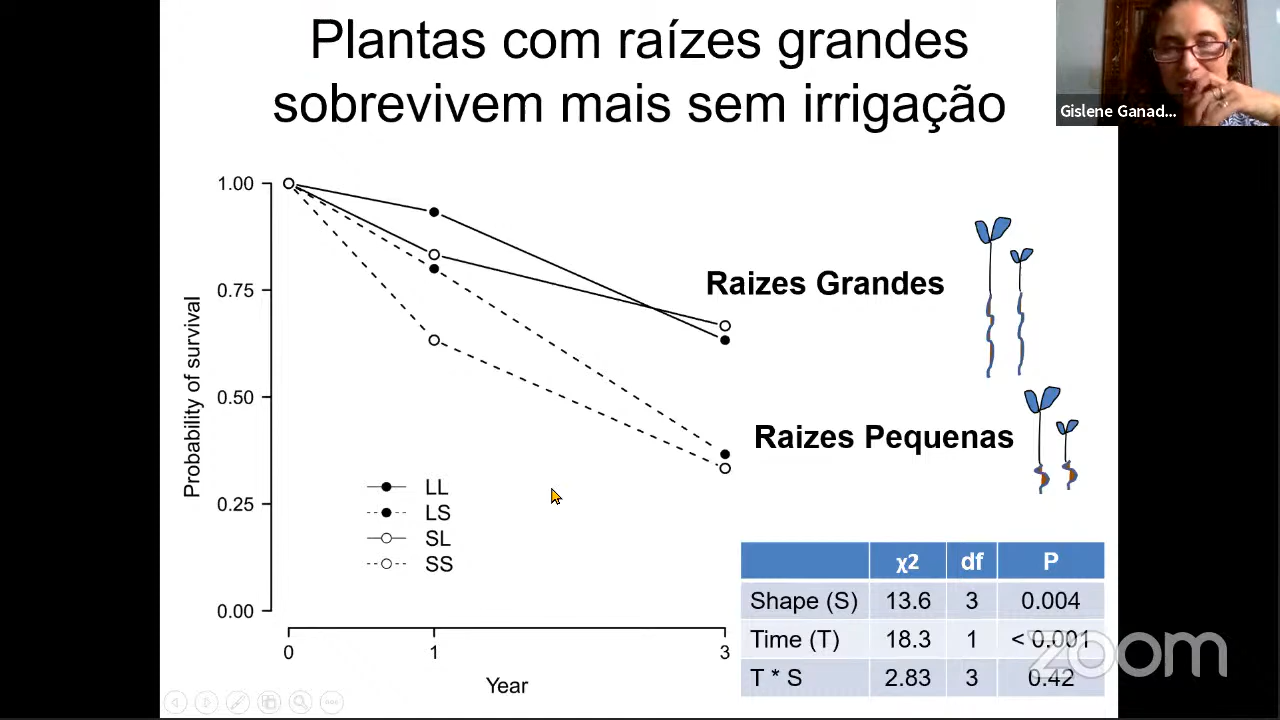 Plantas com raízes grandes
sobrevivem mais sem irrigação
Gislene Ganad...
1.00
0.75
0.50
0.25
0.00
Probability of survival
0
1
3
Year
LL
LS
SL
SS
Raizes Grandes
Raizes Pequenas
χ2 df P
Shape (S) 13.6 3 0.004
Time (T) 18.3 1 < 0.001
T * S 2.83 3 0.42
zoom